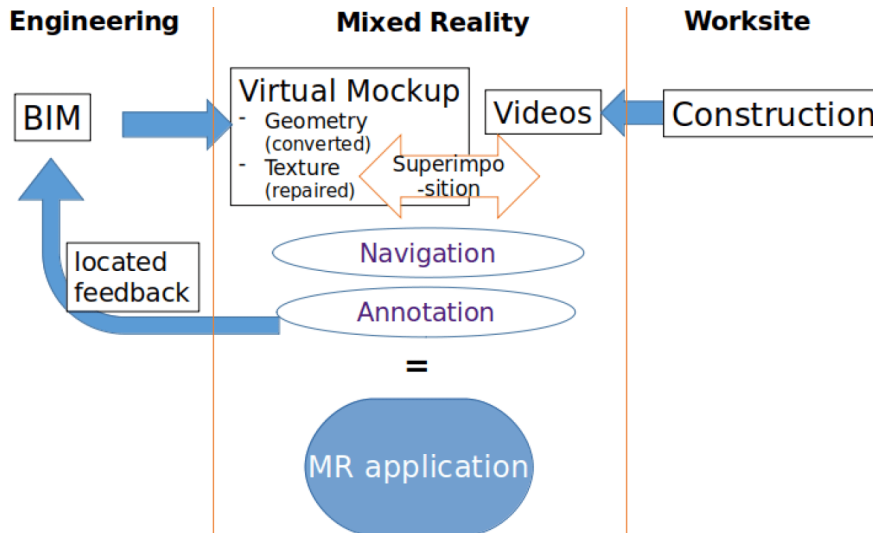 Engineering
Mixed Reality
Worksite
BIM
Virtual Mockup
- Geometry
(converted)
- Texture
(repaired)
Videos
Construction
Superimpo
-sition
Navigation
located
feedback
Annotation
=
MR application